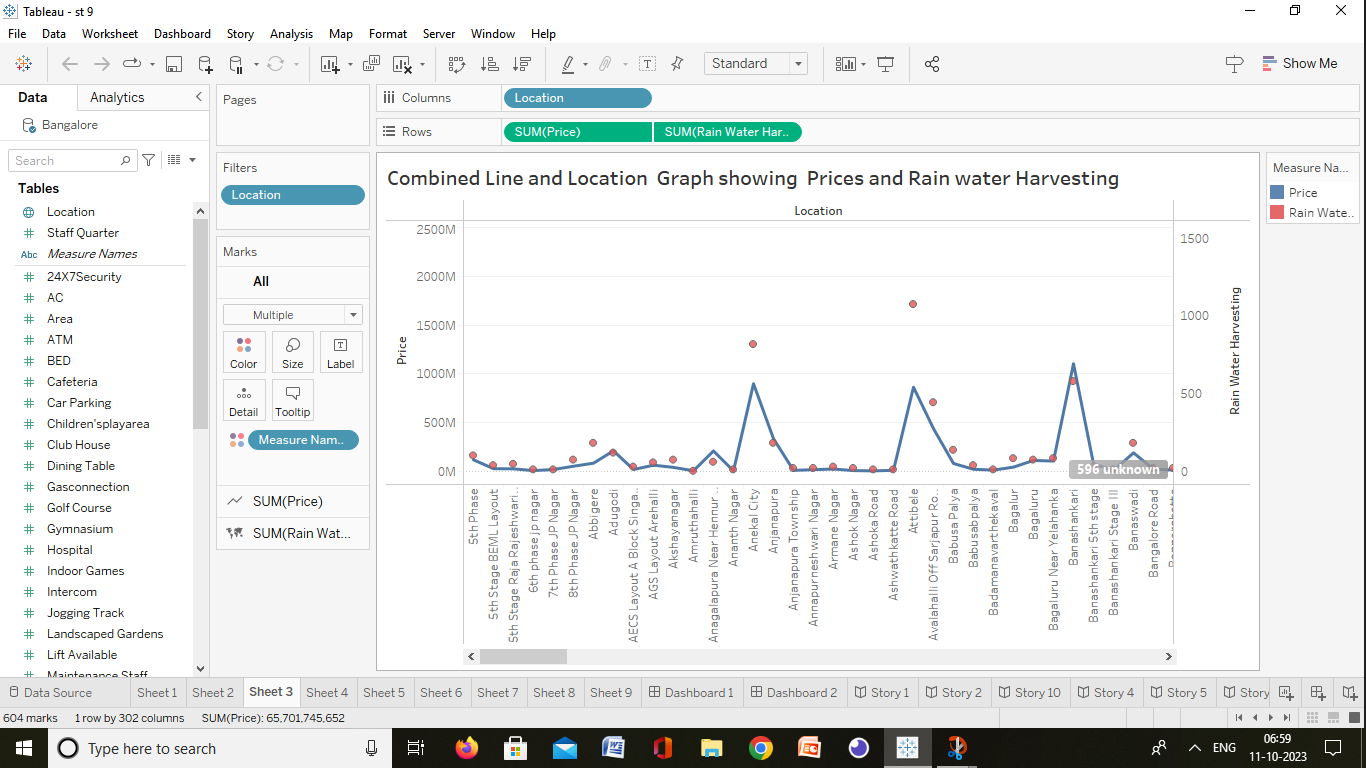 Tableau - st 9
File Data Worksheet Dashboard Story Analysis Map Format Server Window Help
Standard
Show Me
Data Analytics
Bangalore
Search
Tables
Location
Staff Quarter
Abc Measure Names
24X7Security
AC
Area
ATM
BED
Cafeteria
Car Parking
Children'splayarea
Club House
Dining Table
Gasconnection
Golf Course
Gymnasium
Hospital
Indoor Games
Intercom
Jogging Track
Landscaped Gardens
Lift Available
Maintenance Staff
Pages
Filters
Location
Marks
All
Multiple
Color Size Label
Detail Tooltip
Measure Nam..
SUM(Price)
SUM(Rain Wat...
Columns Location
Rows SUM(Price) SUM(Rain Water Har..
Combined Line and Location  Graph showing  Prices and Rain water Harvesting
Location
Price
2500M
2000M
1500M
1000M
500M
0M
1500
1000
500
0
Rain Water Harvesting
596 unknown
5th Phase
5th Stage BEML Layout
5th Stage Raja Rajeshwari..
6th phase jp nagar
7th Phase JP Nagar
8th Phase JP Nagar
Abbigere
Adugodi
AECS Layout A Block Singa..
AGS Layout Arehalli
Akshayanagar
Amruthahalli
Anagalapura Near Hennur ..
Ananth Nagar
Anekal City
Anjanapura
Anjanapura Township
Annapurneshwari Nagar
Armane Nagar
Ashok Nagar
Ashoka Road
Ashwathkatte Road
Attibele
Avalahalli Off Sarjapur Ro..
Babusa Palya
Babusabpalya
Badamanavarthekaval
Bagalur
Bagaluru
Bagaluru Near Yelahanka
Banashankari
Banashankari 5th stage
Banashankari Stage III
Banaswadi
Bangalore Road
Measure Na...
Price
Rain Wate..
Data Source Sheet 1 Sheet 2 Sheet 3 Sheet 4 Sheet 5 Sheet 6 Sheet 7 Sheet 8 Sheet 9 Dashboard 1 Dashboard 2 Story 1 Story 2 Story 10 Story 4 Story 5 Story
604 marks 1 row by 302 columns SUM(Price): 65,701,745,652
Type here to search
ENG
06:59
11-10-2023